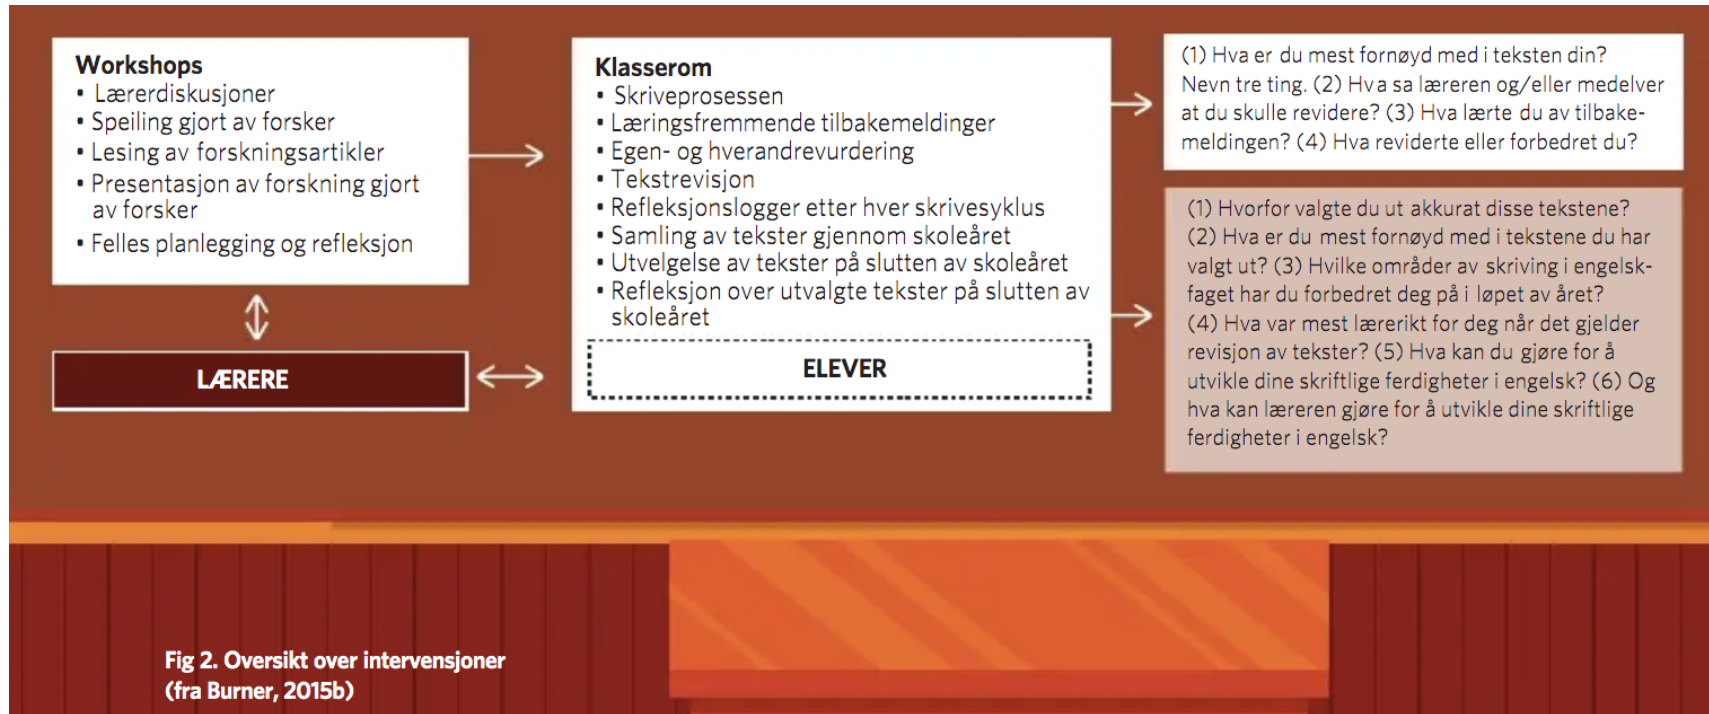 Workshops
• Lærerdiskusjoner
• Speiling gjort av forsker
• Lesing av forskningsartikler
• Presentasjon av forskning gjort
av forsker
• Felles planlegging og refleksjon
LÆRERE
Klasserom
• Skriveprosessen
• Læringsfremmende tilbakemeldinger
• Egen- og hverandrevurdering
• Tekstrevisjon
• Refleksjonslogger etter hver skrivesyklus
• Samling av tekster gjennom skoleåret
• Utvelgelse av tekster på slutten av skoleåret
• Refleksjon over utvalgte tekster på slutten av
skoleåret
ELEVER
(1) Hva er du mest fornøyd med i teksten din?
Nevn tre ting. (2) Hva sa læreren og/eller medelver
at du skulle revidere? (3) Hva lærte du av tilbake-
meldingen? (4) Hva reviderte eller forbedret du?
(1) Hvorfor valgte du ut akkurat disse tekstene?
(2) Hva er du mest fornøyd med i tekstene du har
valgt ut? (3) Hvilke områder av skriving i engelsk-
faget har du forbedret deg på i løpet av året?
(4) Hva var mest lærerikt for deg når det gjelder
revisjon av tekster? (5) Hva kan du gjøre for å
utvikle dine skriftlige ferdigheter i engelsk? (6) Og
hva kan læreren gjøre for å utvikle dine skriftlige
ferdigheter i engelsk?
Fig 2. Oversikt over intervensjoner
(fra Burner, 2015b)